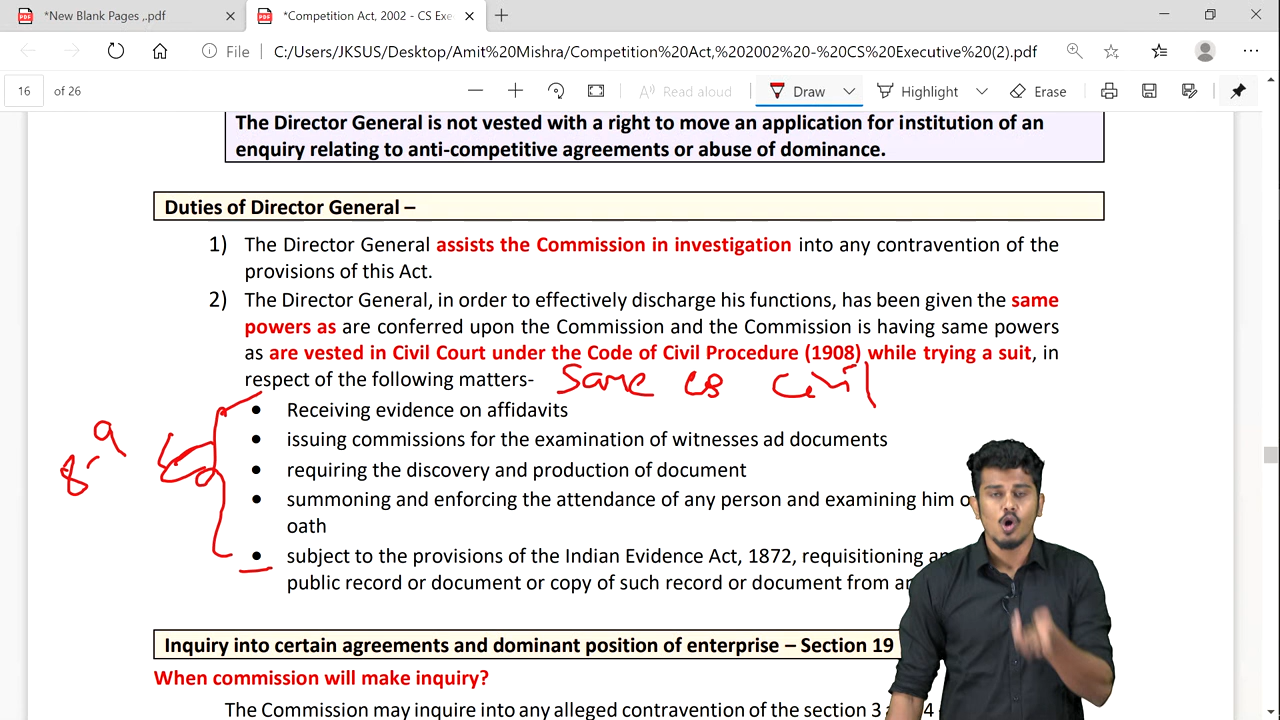 *New Blank Pages ,.pdf
*Competition Act, 2002 - CS Exe
File
C:/Users/JKSUS/Desktop/Amit%20Mishra/Competition%20Act,%202002%20-%20CS%20Executive%20(2).pdf
16 of 26
Read aloud
Draw
Highlight
Erase
The Director General is not vested with a right to move an application for institution of an
enquiry relating to anti-competitive agreements or abuse of dominance.
Duties of Director General –
1) The Director General assists the Commission in investigation into any contravention of the
provisions of this Act.
2) The Director General, in order to effectively discharge his functions, has been given the same
powers as are conferred upon the Commission and the Commission is having same powers
as are vested in Civil Court under the Code of Civil Procedure (1908) while trying a suit, in
respect of the following matters- Same as Civil
• Receiving evidence on affidavits
8-9
• issuing commissions for the examination of witnesses ad documents
• requiring the discovery and production of document
• summoning and enforcing the attendance of any person and examining him
oath
• subject to the provisions of the Indian Evidence Act, 1872, requisitioning
public record or document or copy of such record or document from
Inquiry into certain agreements and dominant position of enterprise – Section 19
When commission will make inquiry?
The Commission may inquire into any alleged contravention of the section 3 4